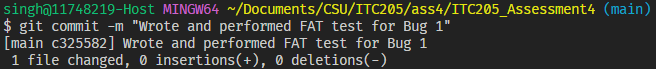 singh@11748219-Host MINGW64 ~/Documents/CSU/ITC205/ass4/ITC205_Assessment4 (main)
$ git commit -m "Wrote and performed FAT test for Bug 1"
[main c325582] Wrote and performed FAT test for Bug 1
 1 file changed, 0 insertions(+), 0 deletions(-)